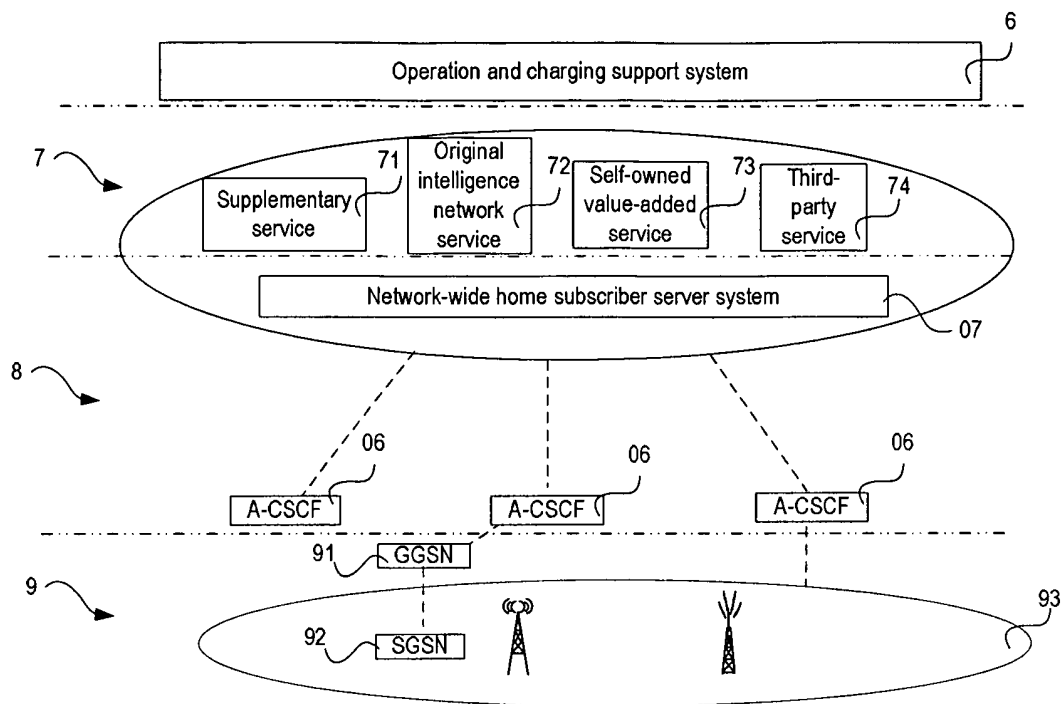 6
Operation and charging support system
7
71
Original
intelligence
network
service
72
Self-owned
value-added
service
73
Third-
party
service
74
Supplementary
service
Network-wide home subscriber server system
07
8
06
06
06
A-CSCF
A-CSCF
A-CSCF
91
GGSN
9
93
92
SGSN